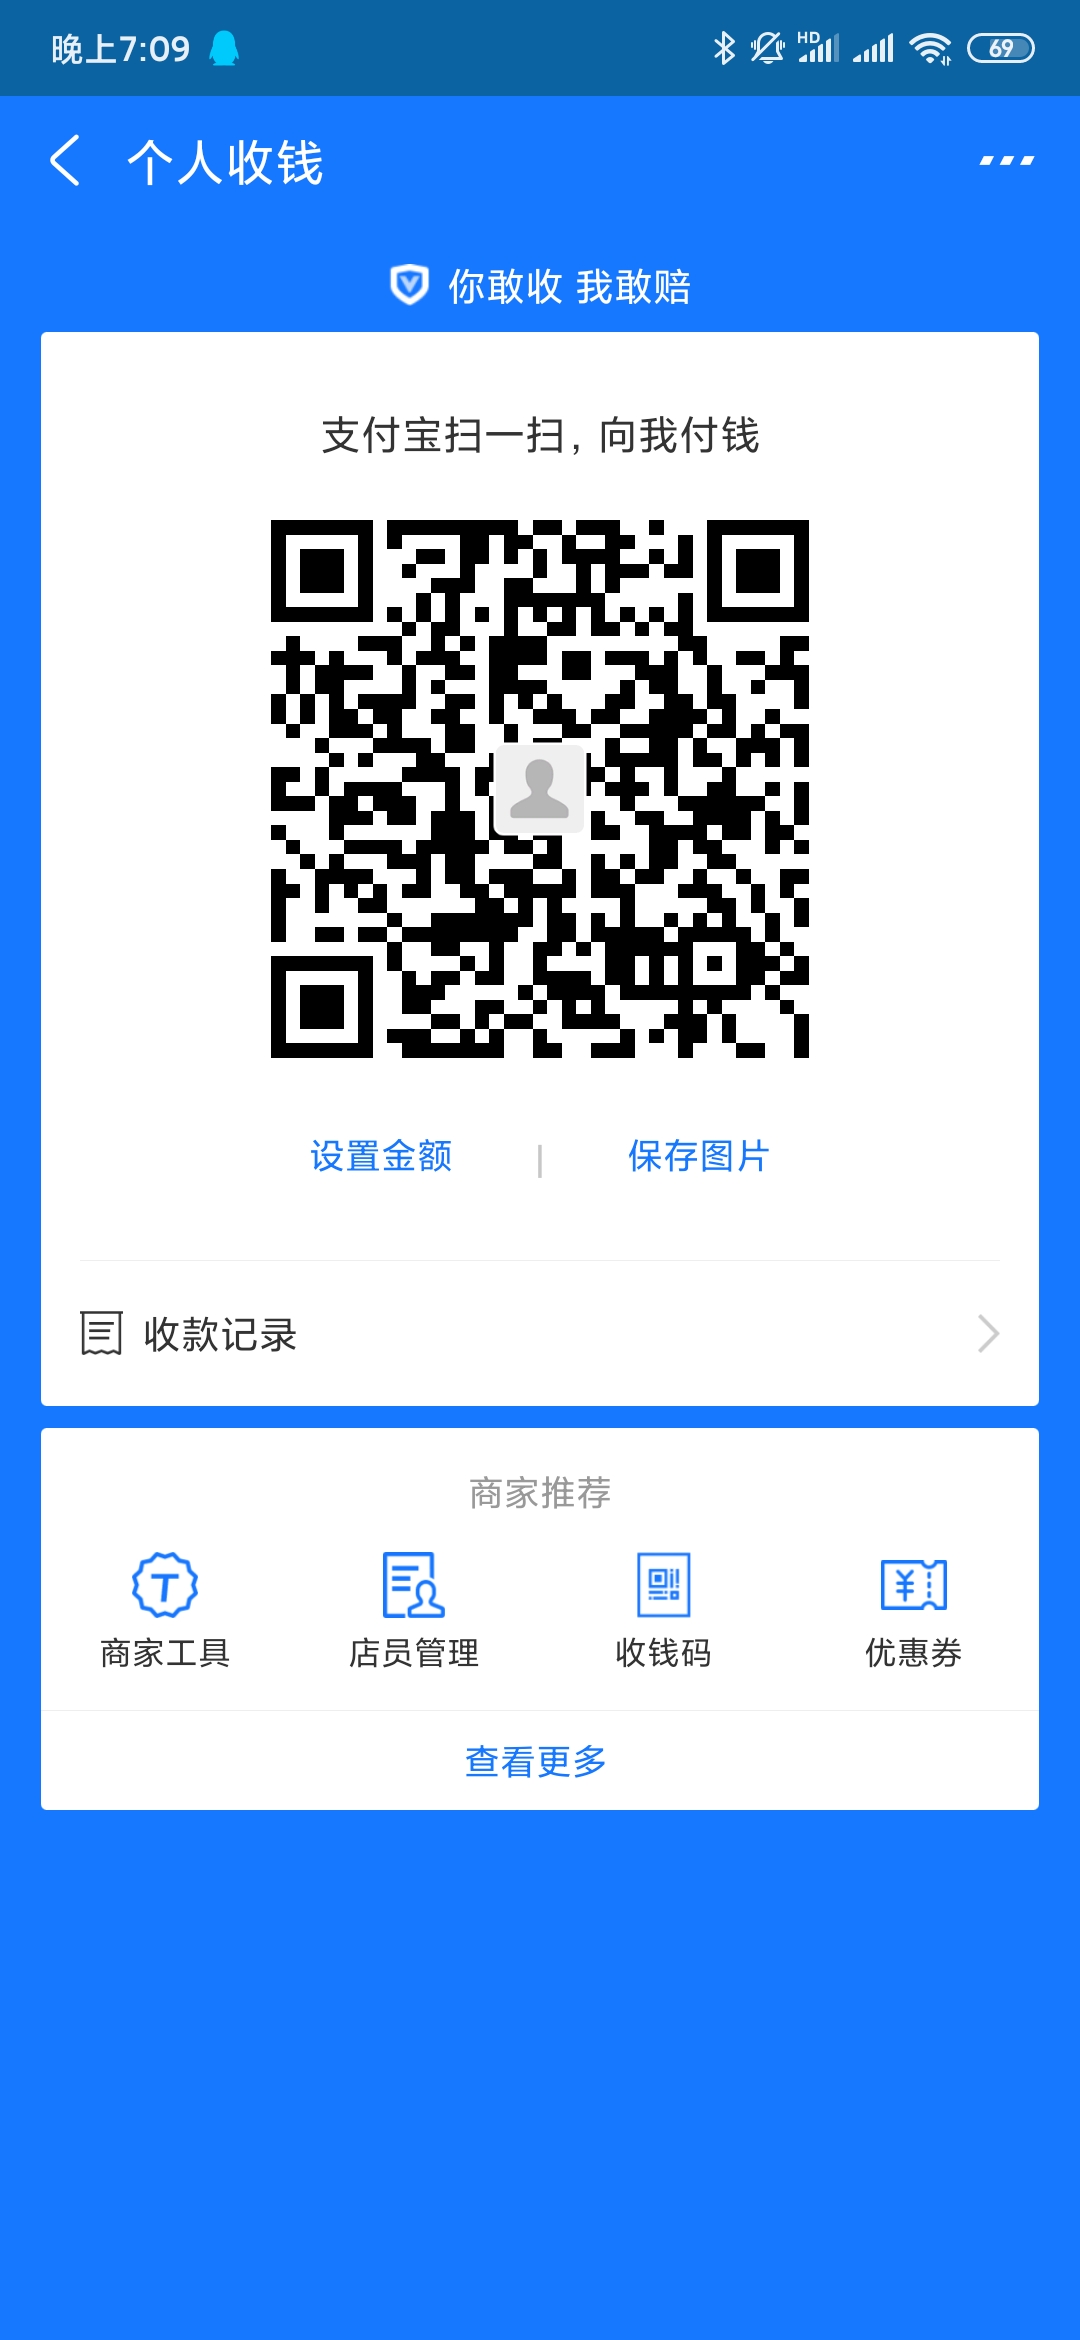 晚上7:09
HD
69
个人收钱
你敢收 我敢赔
支付宝扫一扫，向我付钱
设置金额 | 保存图片
收款记录
商家推荐
商家工具 店员管理 收钱码 优惠券
查看更多